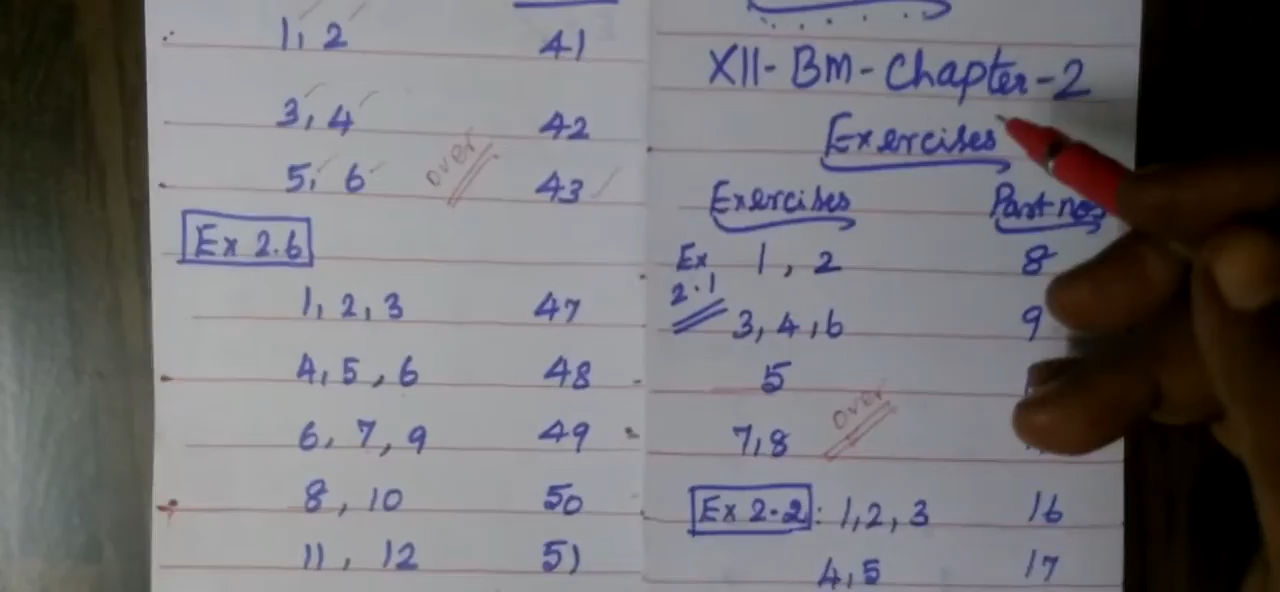 1, 2 41
3, 4 42
5, 6 over 43
Ex 2.6
1, 2, 3 47
4, 5, 6 48
6, 7, 9 49
8, 10 50
11, 12 51
XII-BM-Chapter-2
Exercises
Exercises Part nos
Ex 2.1 1, 2 8
3, 4, 6 9
5
7, 8 over
Ex 2.2: 1, 2, 3 16
4, 5 17